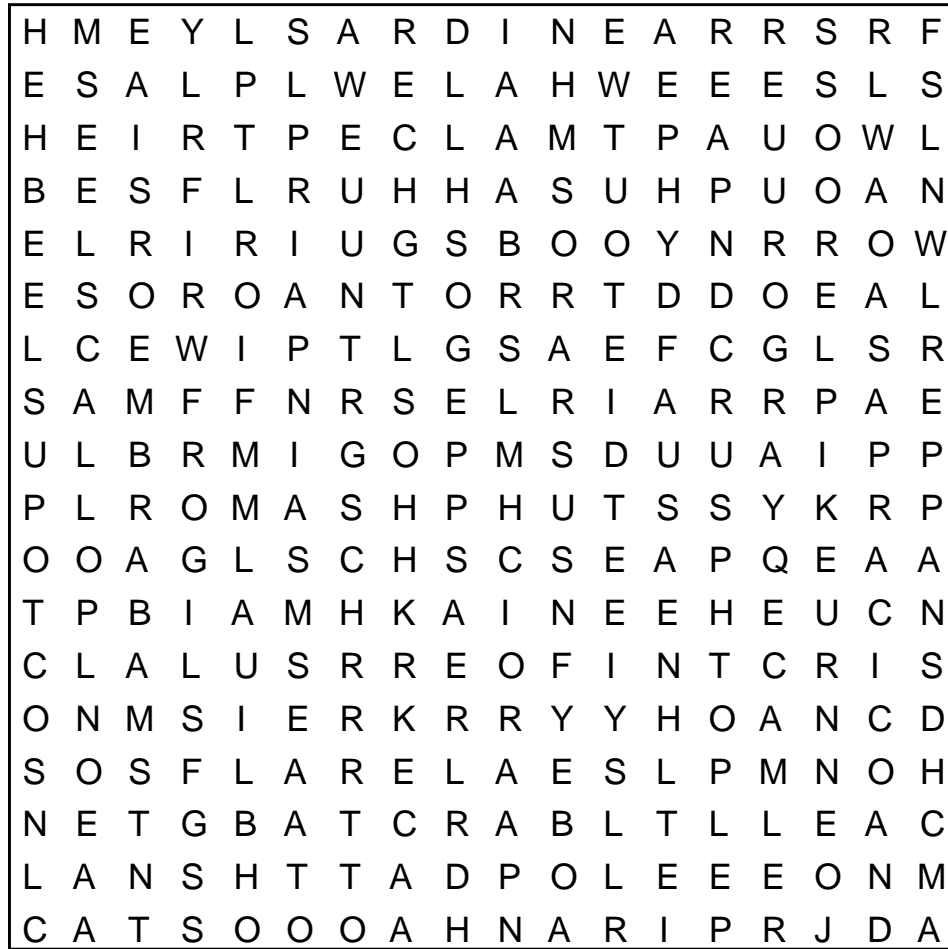 H M E Y L S A R D I N E A R R S R F
E S A L P L W E L A H W E E E S L S
H E I R T P E C L A M T P A U O W L
B E S F L R U H H A S U H P U O A N
E L R I R I U G S B O O Y N R R O W
E S O R O A N T O R R T D D O E A L
L C E W I P T L G S A E F C G L S R
S A M F F N R S E L R I A R R P A E
U L B R M I G O P M S D U U A I P P
P L R O M A S H P H U T S S Y K R P
O O A G L S C H S C S E A P Q E A A
T P B I A M H K A I N E E H E U C N
C L A L U S R R E O F I N T C R I S
O N M S I E R K R R Y Y H O A N C D
S O S F L A R E L A E S L P M N O H
N E T G B A T C R A B L T L L E A C
L A N S H T T A D P O L E E E O N M
C A T S O O O A H N A R I P R J D A